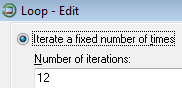 Loop - Edit
Iterate a fixed number of times
Number of iterations:
12